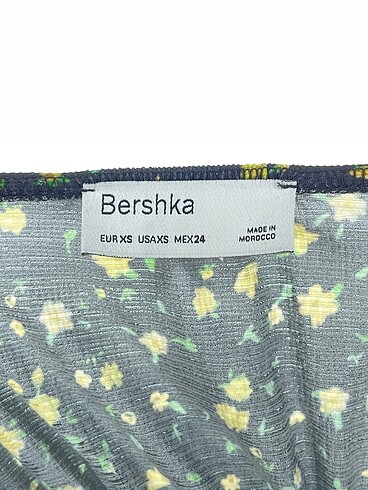 Bershka
EUR XS USA XS MEX 24
MADE IN
MOROCCO